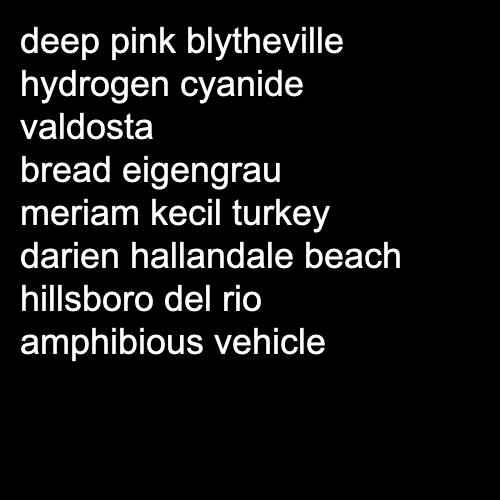 deep pink blytheville
hydrogen cyanide
valdosta
bread eigengrau
meriam kecil turkey
darien hallandale beach
hillsboro del rio
amphibious vehicle